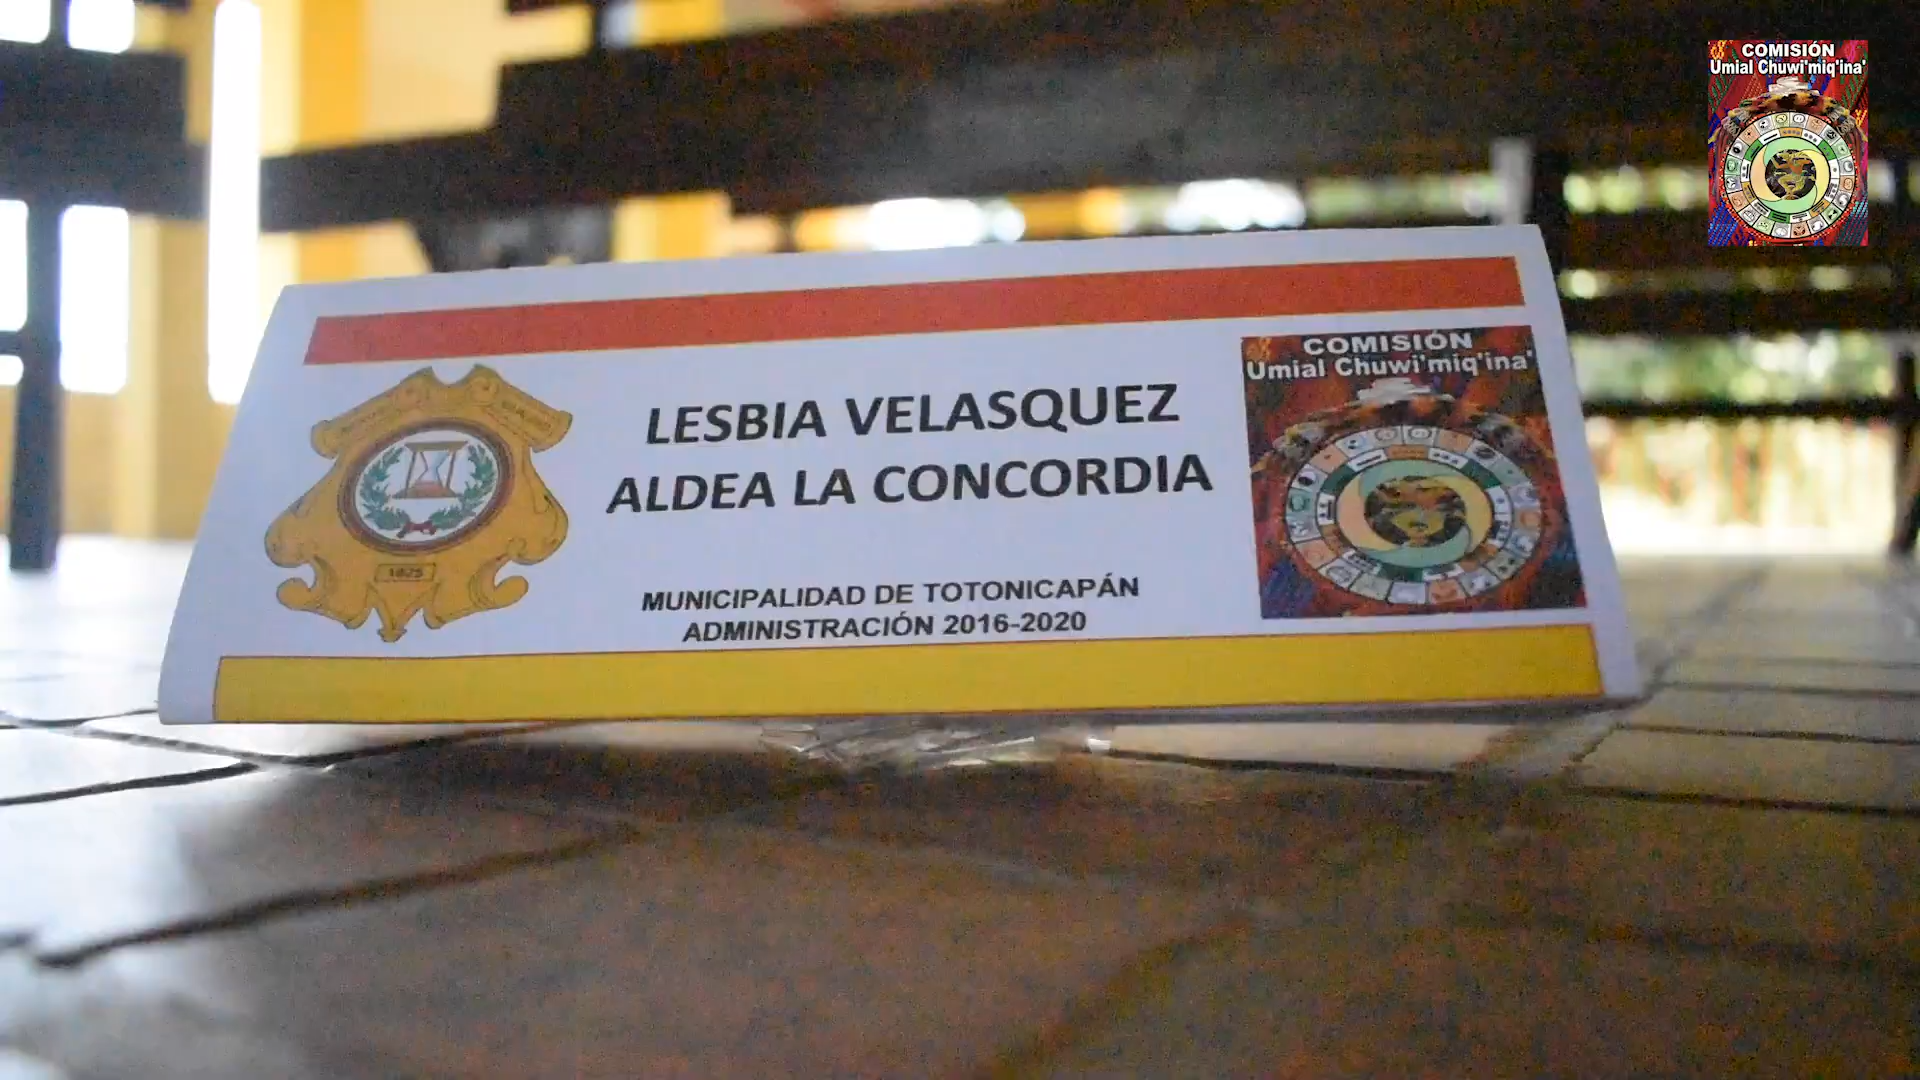 COMISIÓN
Umial Chuwi'miq'ina'
LESBIA VELASQUEZ
ALDEA LA CONCORDIA
MUNICIPALIDAD DE TOTONICAPÁN
ADMINISTRACIÓN 2016-2020
COMISIÓN
Umial Chuwi'miq'ina'
1825